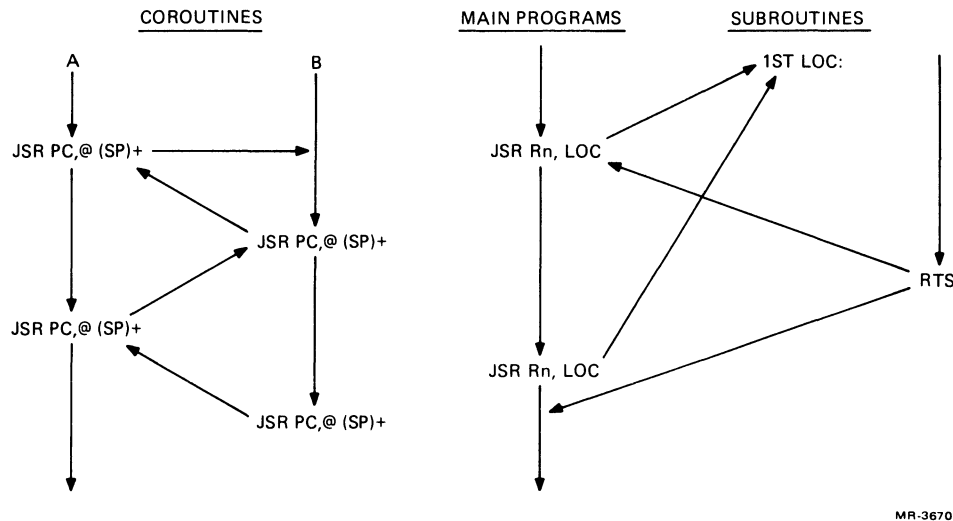 COROUTINES
MAIN PROGRAMS
SUBROUTINES
A
B
1ST LOC:
JSR PC,@ (SP)+
JSR Rn, LOC
JSR PC,@ (SP)+
RTS
JSR PC,@ (SP)+
JSR Rn, LOC
JSR PC,@ (SP)+
MR-3670